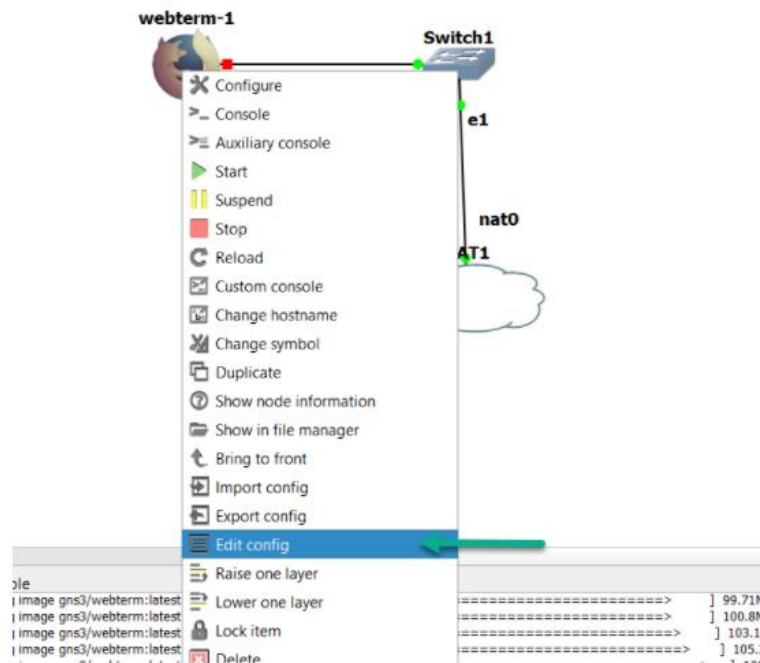 webterm-1
Switch1
Configure
Console
e1
Auxiliary console
Start
Suspend
nat0
Stop
AT1
Reload
Custom console
Change hostname
Change symbol
Duplicate
Show node information
Show in file manager
Bring to front
Import config
Export config
Edit config
Raise one layer
image gns3/webterm:latest ========================> ] 99.71M
Lower one layer
image gns3/webterm:latest ========================> ] 100.8M
image gns3/webterm:latest =========================> ] 103.1
Lock item
image gns3/webterm:latest ==========================> ] 105.
Delete